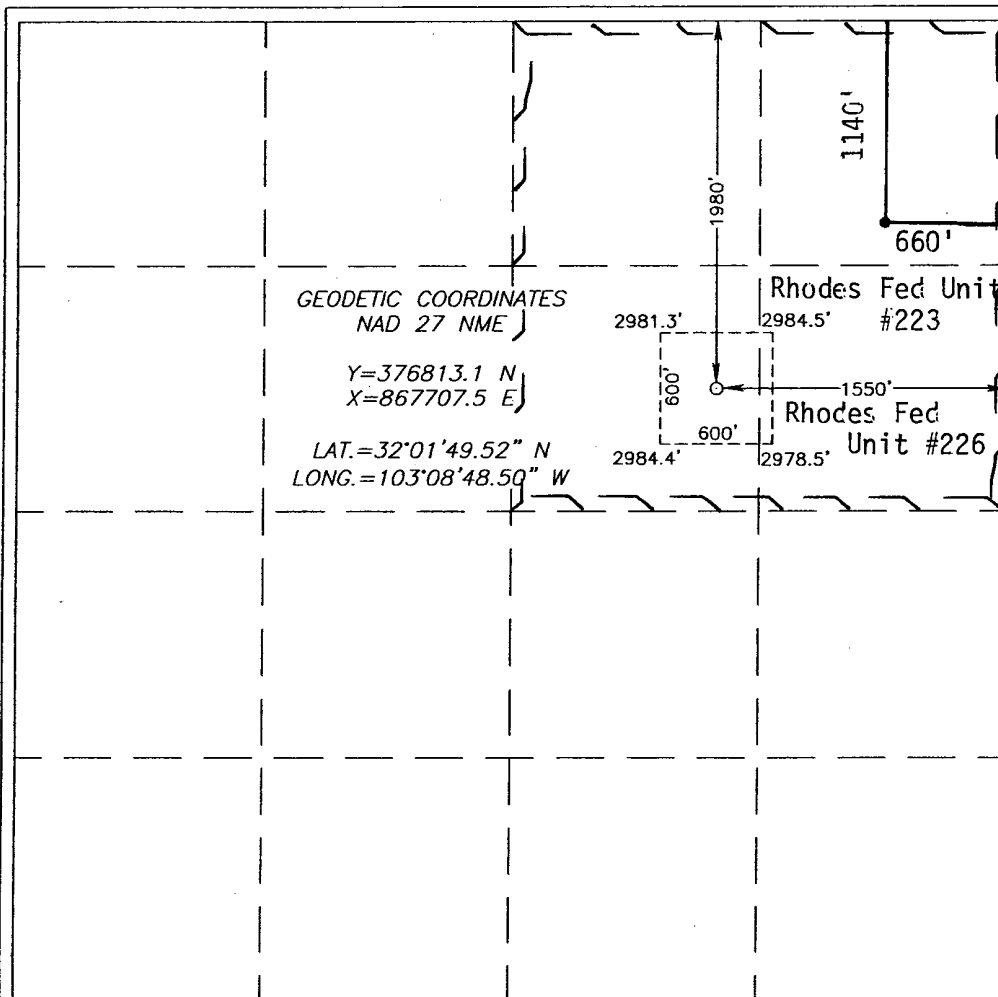 1140'
1980'
660'
GEODETIC COORDINATES
NAD 27 NME
Rhodes Fed Unit
#223
2981.3'
2984.5'
Y=376813.1 N
X=867707.5 E
600'
1550'
Rhodes Fed
Unit #226
600'
LAT.=32°01'49.52" N
LONG.=103°08'48.50" W
2984.4'
2978.5'